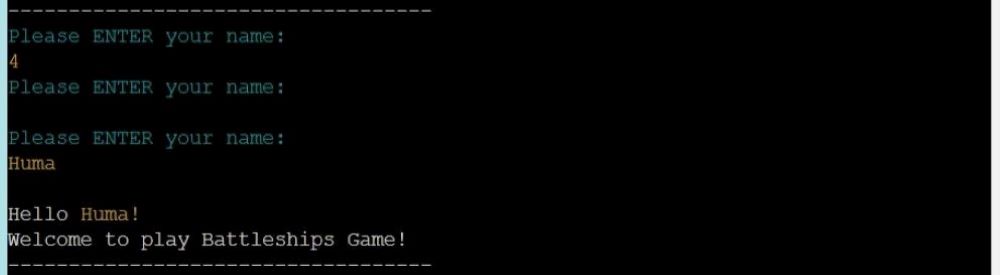 -----------------------------------
Please ENTER your name:
4
Please ENTER your name:
Please ENTER your name:
Huma
Hello Huma!
Welcome to play Battleships Game!
-----------------------------------